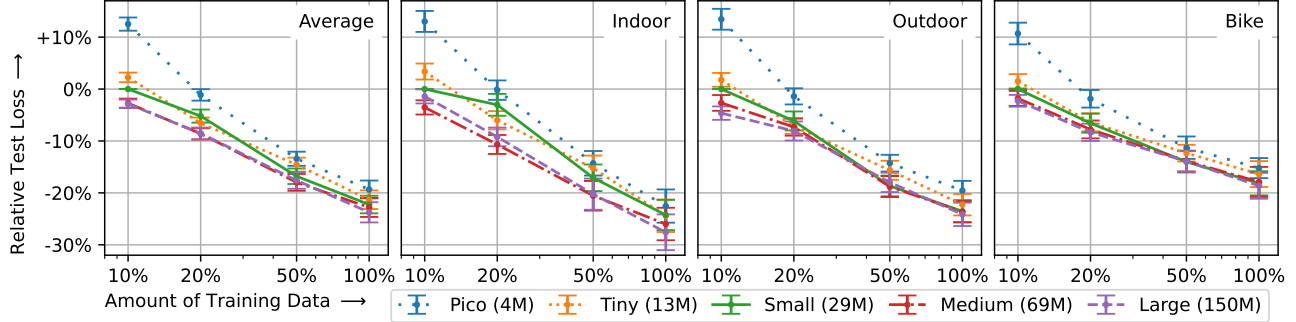 Average
Indoor
Outdoor
Bike
Relative Test Loss →
+10%
0%
-10%
-20%
-30%
10% 20% 50% 100%
10% 20% 50% 100%
10% 20% 50% 100%
10% 20% 50% 100%
Amount of Training Data →
Pico (4M) Tiny (13M) Small (29M) Medium (69M) Large (150M)